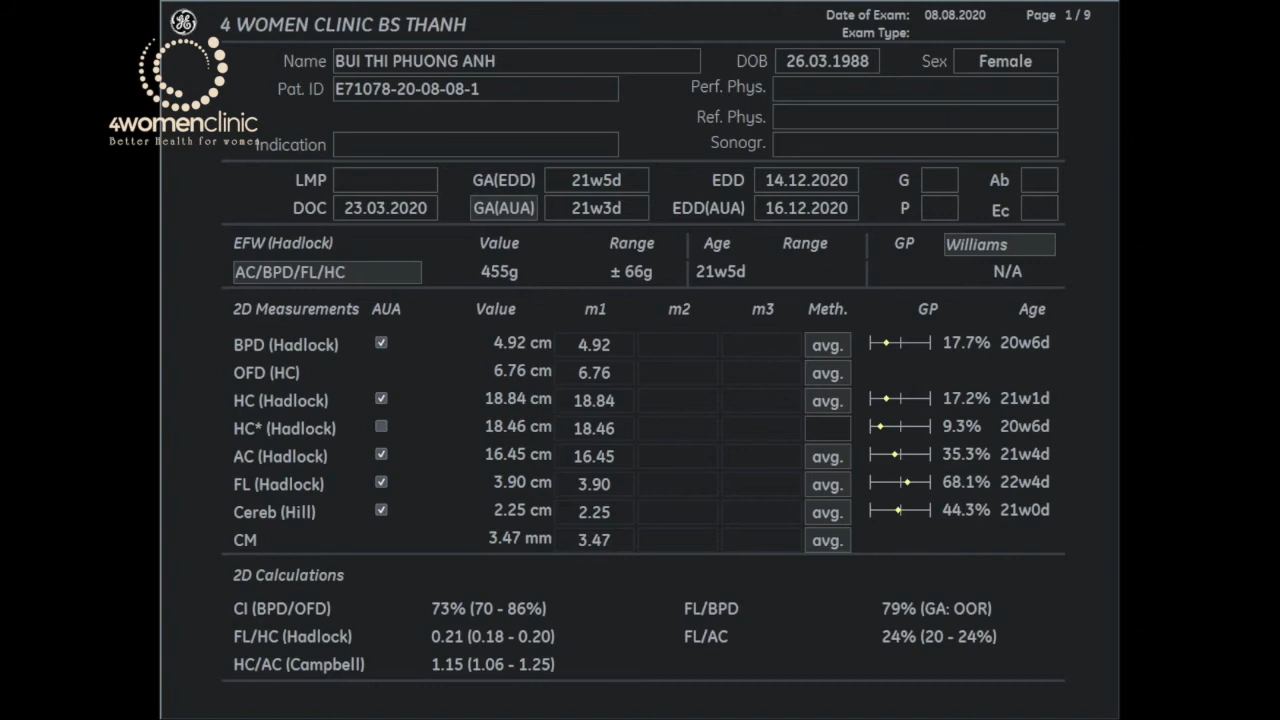 4 WOMEN CLINIC BS THANH
Date of Exam: 08.08.2020 Page 1 / 9
Exam Type:
4womenclinic
Better Health for women
Name BUI THI PHUONG ANH DOB 26.03.1988 Sex Female
Pat. ID E71078-20-08-08-1 Perf. Phys.
Ref. Phys.
Indication Sonogr.
LMP GA(EDD) 21w5d EDD 14.12.2020 G Ab
DOC 23.03.2020 GA(AUA) 21w3d EDD(AUA) 16.12.2020 P Ec
EFW (Hadlock) Value Range Age Range GP Williams
AC/BPD/FL/HC 455g ± 66g 21w5d N/A
2D Measurements AUA Value m1 m2 m3 Meth. GP Age
BPD (Hadlock) 4.92 cm 4.92 avg. 17.7% 20w6d
OFD (HC) 6.76 cm 6.76 avg.
HC (Hadlock) 18.84 cm 18.84 avg. 17.2% 21w1d
HC* (Hadlock) 18.46 cm 18.46 9.3% 20w6d
AC (Hadlock) 16.45 cm 16.45 avg. 35.3% 21w4d
FL (Hadlock) 3.90 cm 3.90 avg. 68.1% 22w4d
Cereb (Hill) 2.25 cm 2.25 avg. 44.3% 21w0d
CM 3.47 mm 3.47 avg.
2D Calculations
CI (BPD/OFD) 73% (70 - 86%) FL/BPD 79% (GA: OOR)
FL/HC (Hadlock) 0.21 (0.18 - 0.20) FL/AC 24% (20 - 24%)
HC/AC (Campbell) 1.15 (1.06 - 1.25)